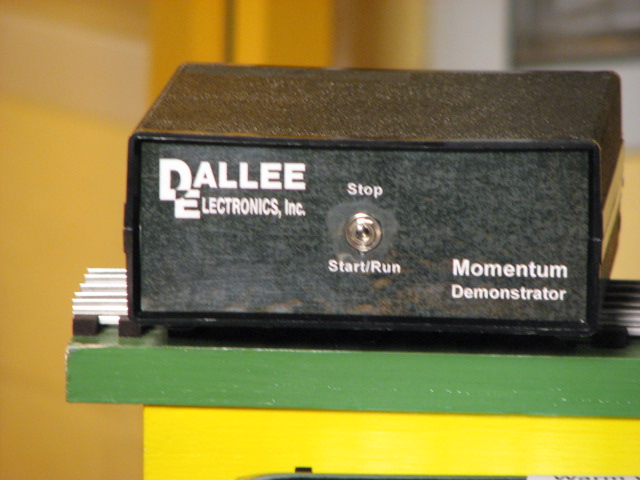 DALLEE
ELECTRONICS, Inc.
Stop
Start/Run
Momentum
Demonstrator